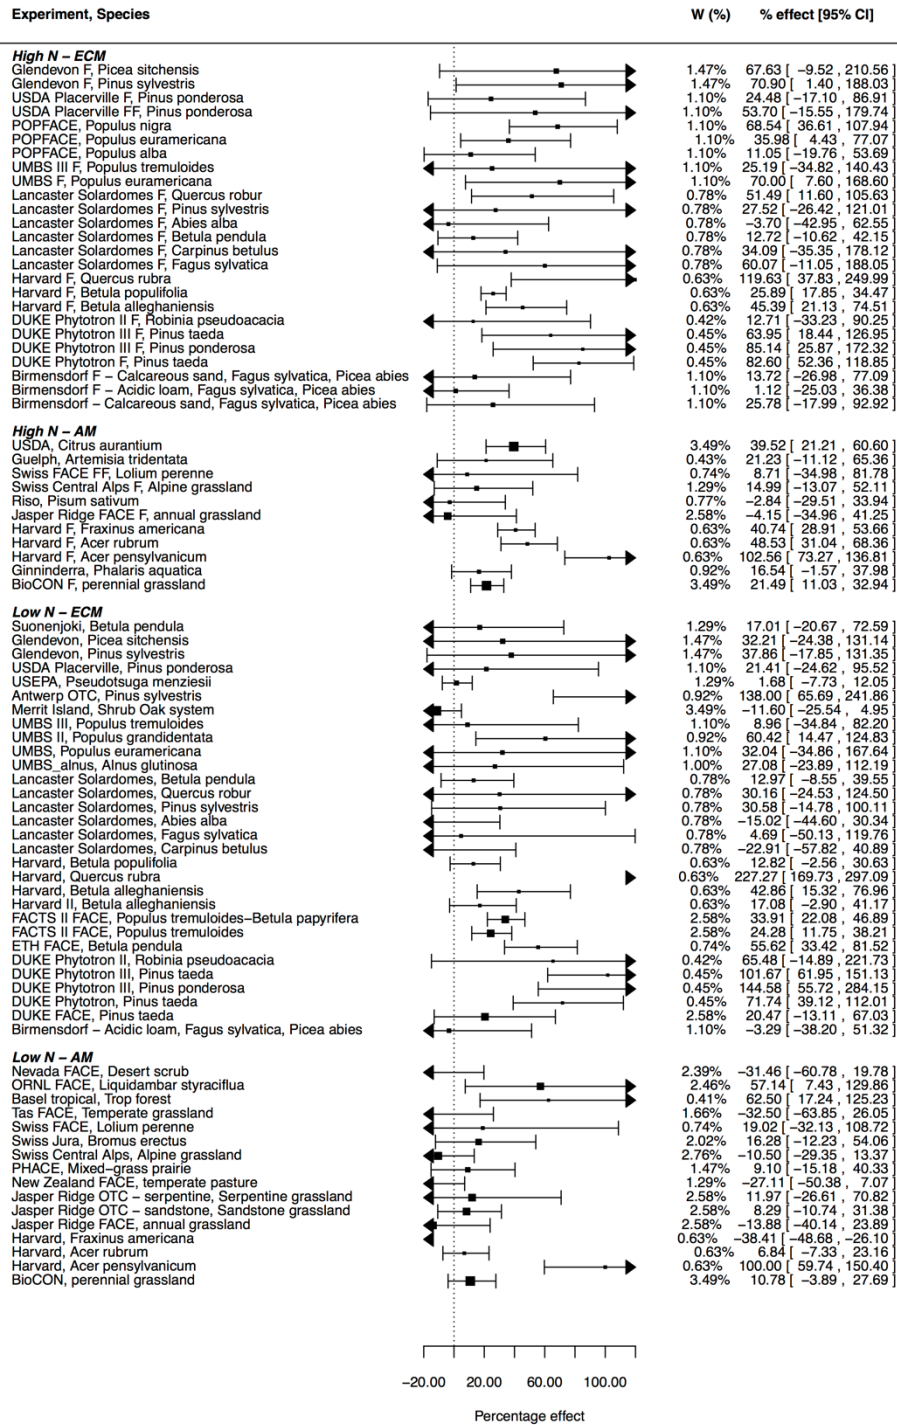 Experiment, Species W (%) % effect [95% CI]
High N – ECM
Glendevon F, Picea sitchensis 1.47% 67.63 [ −9.52 , 210.56 ]
Glendevon F, Pinus sylvestris 1.47% 70.90 [ 1.40 , 188.03 ]
USDA Placerville F, Pinus ponderosa 1.10% 24.48 [ −17.10 , 86.91 ]
USDA Placerville FF, Pinus ponderosa 1.10% 53.70 [ −15.55 , 179.74 ]
POPFACE, Populus nigra 1.10% 68.54 [ 36.61 , 107.94 ]
POPFACE, Populus euramericana 1.10% 35.98 [ 4.43 , 77.07 ]
POPFACE, Populus alba 1.10% 11.05 [ −19.76 , 53.69 ]
UMBS III F, Populus tremuloides 1.10% 25.19 [ −34.82 , 140.43 ]
UMBS F, Populus euramericana 1.10% 70.00 [ 7.60 , 168.60 ]
Lancaster Solardomes F, Quercus robur 0.78% 51.49 [ 11.60 , 105.63 ]
Lancaster Solardomes F, Pinus sylvestris 0.78% 27.52 [ −26.42 , 121.01 ]
Lancaster Solardomes F, Abies alba 0.78% −3.70 [ −42.95 , 62.55 ]
Lancaster Solardomes F, Betula pendula 0.78% 12.72 [ −10.62 , 42.15 ]
Lancaster Solardomes F, Carpinus betulus 0.78% 34.09 [ −35.35 , 178.12 ]
Lancaster Solardomes F, Fagus sylvatica 0.78% 60.07 [ −11.05 , 188.05 ]
Harvard F, Quercus rubra 0.63% 119.63 [ 37.83 , 249.99 ]
Harvard F, Betula populifolia 0.63% 25.89 [ 17.85 , 34.47 ]
Harvard F, Betula alleghaniensis 0.63% 45.39 [ 21.13 , 74.51 ]
DUKE Phytotron II F, Robinia pseudoacacia 0.42% 12.71 [ −33.23 , 90.25 ]
DUKE Phytotron III F, Pinus taeda 0.45% 63.95 [ 18.44 , 126.95 ]
DUKE Phytotron III F, Pinus ponderosa 0.45% 85.14 [ 25.87 , 172.32 ]
DUKE Phytotron F, Pinus taeda 0.45% 82.60 [ 52.36 , 118.85 ]
Birmensdorf F − Calcareous sand, Fagus sylvatica, Picea abies 1.10% 13.72 [ −26.98 , 77.09 ]
Birmensdorf F − Acidic loam, Fagus sylvatica, Picea abies 1.10% 1.12 [ −25.03 , 36.38 ]
Birmensdorf − Calcareous sand, Fagus sylvatica, Picea abies 1.10% 25.78 [ −17.99 , 92.92 ]
High N – AM
USDA, Citrus aurantium 3.49% 39.52 [ 21.21 , 60.60 ]
Guelph, Artemisia tridentata 0.43% 21.23 [ −11.12 , 65.36 ]
Swiss FACE FF, Lolium perenne 0.74% 8.71 [ −34.98 , 81.78 ]
Swiss Central Alps F, Alpine grassland 1.29% 14.99 [ −13.07 , 52.11 ]
Riso, Pisum sativum 0.77% −2.84 [ −29.51 , 33.94 ]
Jasper Ridge FACE F, annual grassland 2.58% −4.15 [ −34.96 , 41.25 ]
Harvard F, Fraxinus americana 0.63% 40.74 [ 28.91 , 53.66 ]
Harvard F, Acer rubrum 0.63% 48.53 [ 31.04 , 68.36 ]
Harvard F, Acer pensylvanicum 0.63% 102.56 [ 73.27 , 136.81 ]
Ginninderra, Phalaris aquatica 0.92% 16.54 [ −1.57 , 37.98 ]
BioCON F, perennial grassland 3.49% 21.49 [ 11.03 , 32.94 ]
Low N – ECM
Suonenjoki, Betula pendula 1.29% 17.01 [ −20.67 , 72.59 ]
Glendevon, Picea sitchensis 1.47% 32.21 [ −24.38 , 131.14 ]
Glendevon, Pinus sylvestris 1.47% 37.86 [ −17.85 , 131.35 ]
USDA Placerville, Pinus ponderosa 1.10% 21.41 [ −24.62 , 95.52 ]
USEPA, Pseudotsuga menziesii 1.29% 1.68 [ −7.73 , 12.05 ]
Antwerp OTC, Pinus sylvestris 0.92% 138.00 [ 65.69 , 241.86 ]
Merrit Island, Shrub Oak system 3.49% −11.60 [ −25.54 , 4.95 ]
UMBS III, Populus tremuloides 1.10% 8.96 [ −34.84 , 82.20 ]
UMBS II, Populus grandidentata 0.92% 60.42 [ 14.47 , 124.83 ]
UMBS, Populus euramericana 1.10% 32.04 [ −34.86 , 167.64 ]
UMBS_alnus, Alnus glutinosa 1.00% 27.08 [ −23.89 , 112.19 ]
Lancaster Solardomes, Betula pendula 0.78% 12.97 [ −8.55 , 39.55 ]
Lancaster Solardomes, Quercus robur 0.78% 30.16 [ −24.53 , 124.50 ]
Lancaster Solardomes, Pinus sylvestris 0.78% 30.58 [ −14.78 , 100.11 ]
Lancaster Solardomes, Abies alba 0.78% −15.02 [ −44.60 , 30.34 ]
Lancaster Solardomes, Fagus sylvatica 0.78% 4.69 [ −50.13 , 119.76 ]
Lancaster Solardomes, Carpinus betulus 0.78% −22.91 [ −57.82 , 40.89 ]
Harvard, Betula populifolia 0.63% 12.82 [ −2.56 , 30.63 ]
Harvard, Quercus rubra 0.63% 227.27 [ 169.73 , 297.09 ]
Harvard, Betula alleghaniensis 0.63% 42.86 [ 15.32 , 76.96 ]
Harvard II, Betula alleghaniensis 0.63% 17.08 [ −2.90 , 41.17 ]
FACTS II FACE, Populus tremuloides−Betula papyrifera 2.58% 33.91 [ 22.08 , 46.89 ]
FACTS II FACE, Populus tremuloides 2.58% 24.28 [ 11.75 , 38.21 ]
ETH FACE, Betula pendula 0.74% 55.62 [ 33.42 , 81.52 ]
DUKE Phytotron II, Robinia pseudoacacia 0.42% 65.48 [ −14.89 , 221.73 ]
DUKE Phytotron III, Pinus taeda 0.45% 101.67 [ 61.95 , 151.13 ]
DUKE Phytotron III, Pinus ponderosa 0.45% 144.58 [ 55.72 , 284.15 ]
DUKE Phytotron, Pinus taeda 0.45% 71.74 [ 39.12 , 112.01 ]
DUKE FACE, Pinus taeda 2.58% 20.47 [ −13.11 , 67.03 ]
Birmensdorf − Acidic loam, Fagus sylvatica, Picea abies 1.10% −3.29 [ −38.20 , 51.32 ]
Low N – AM
Nevada FACE, Desert scrub 2.39% −31.46 [ −60.78 , 19.78 ]
ORNL FACE, Liquidambar styraciflua 2.46% 57.14 [ 7.43 , 129.86 ]
Basel tropical, Trop forest 0.41% 62.50 [ 17.24 , 125.23 ]
Tas FACE, Temperate grassland 1.66% −32.50 [ −63.85 , 26.05 ]
Swiss FACE, Lolium perenne 0.74% 19.02 [ −32.13 , 108.72 ]
Swiss Jura, Bromus erectus 2.02% 16.28 [ −12.23 , 54.06 ]
Swiss Central Alps, Alpine grassland 2.76% −10.50 [ −29.35 , 13.37 ]
PHACE, Mixed−grass prairie 1.47% 9.10 [ −15.18 , 40.33 ]
New Zealand FACE, temperate pasture 1.29% −27.11 [ −50.38 , 7.07 ]
Jasper Ridge OTC − serpentine, Serpentine grassland 2.58% 11.97 [ −26.61 , 70.82 ]
Jasper Ridge OTC − sandstone, Sandstone grassland 2.58% 8.29 [ −10.74 , 31.38 ]
Jasper Ridge FACE, annual grassland 2.58% −13.88 [ −40.14 , 23.89 ]
Harvard, Fraxinus americana 0.63% −38.41 [ −48.68 , −26.10 ]
Harvard, Acer rubrum 0.63% 6.84 [ −7.33 , 23.16 ]
Harvard, Acer pensylvanicum 0.63% 100.00 [ 59.74 , 150.40 ]
BioCON, perennial grassland 3.49% 10.78 [ −3.89 , 27.69 ]
−20.00 20.00 60.00 100.00
Percentage effect